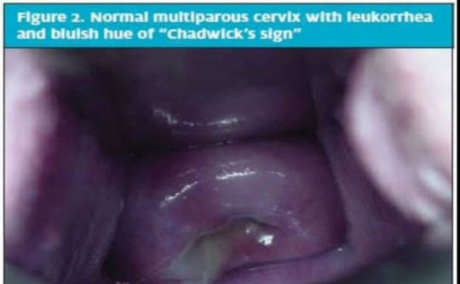 Figure 2. Normal multiparous cervix with leukorrhea
and bluish hue of "Chadwick's sign"